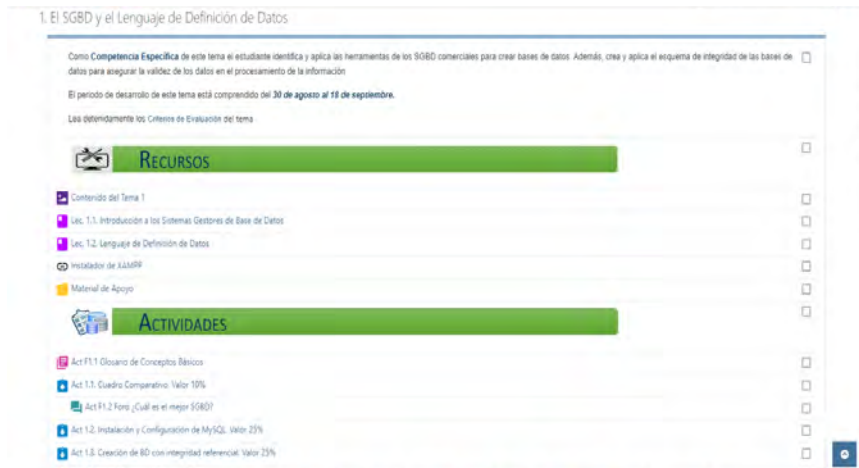 1. El SGBD y el Lenguaje de Definición de Datos
Como Competencia Específica de este tema el estudiante identifica y aplica las herramientas de los SGBD comerciales para crear bases de datos. Además, crea y aplica el esquema de integridad de las bases de
datos para asegurar la validez de los datos en el procesamiento de la información
El periodo de desarrollo de este tema está comprendido del 30 de agosto al 18 de septiembre.
Lea detenidamente los Criterios de Evaluación del tema
RECURSOS
Contenido del Tema 1
Lec. 1.1. Introducción a los Sistemas Gestores de Base de Datos
Lec. 1.2. Lenguaje de Definición de Datos
Instalador de XAMPP
Material de Apoyo
ACTIVIDADES
Act F1.1 Glosario de Conceptos Básicos
Act 1.1. Cuadro Comparativo. Valor 10%
Act F1.2 Foro ¿Cuál es el mejor SGBD?
Act 1.2. Instalación y Configuración de MySQL. Valor 25%
Act 1.3. Creación de BD con integridad referencial. Valor 25%